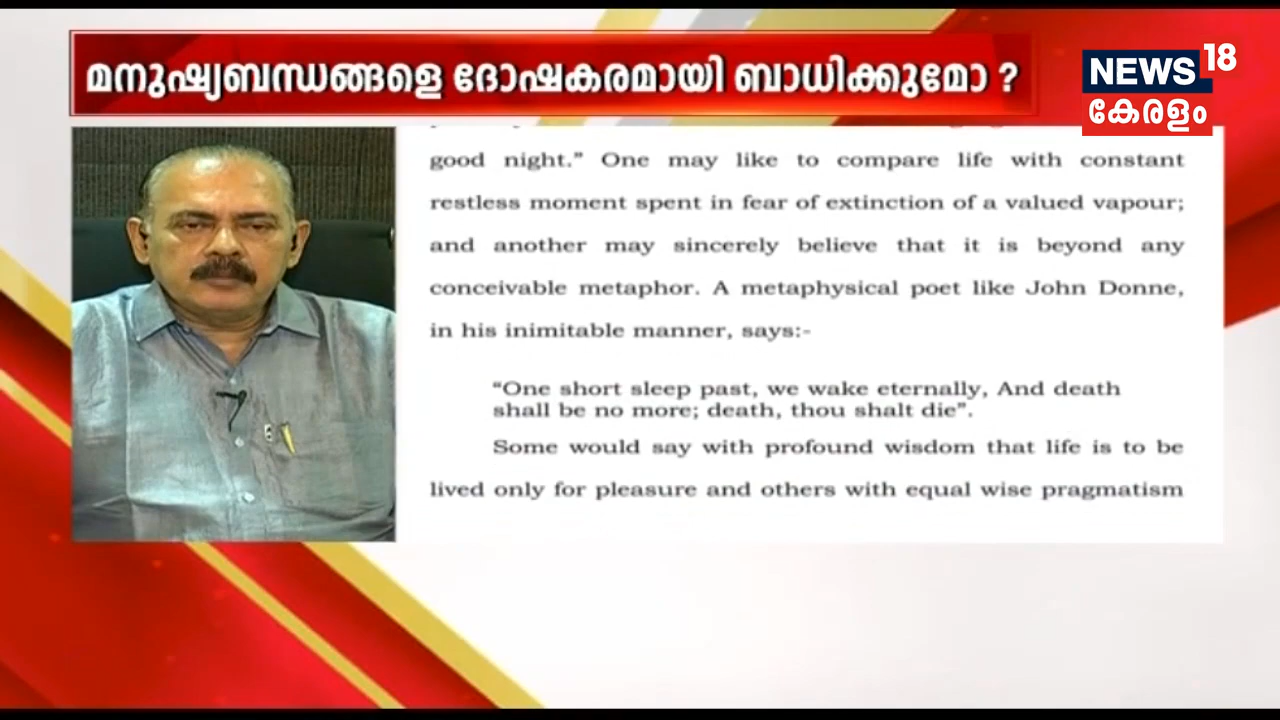 മനുഷ്യബന്ധങ്ങളെ ദോഷകരമായി ബാധിക്കുമോ ?
NEWS18
കേരളം
good night.” One may like to compare life with constant
restless moment spent in fear of extinction of a valued vapour;
and another may sincerely believe that it is beyond any
conceivable metaphor. A metaphysical poet like John Donne,
in his inimitable manner, says:-
“One short sleep past, we wake eternally, And death
shall be no more; death, thou shalt die”.
Some would say with profound wisdom that life is to be
lived only for pleasure and others with equal wise pragmatism